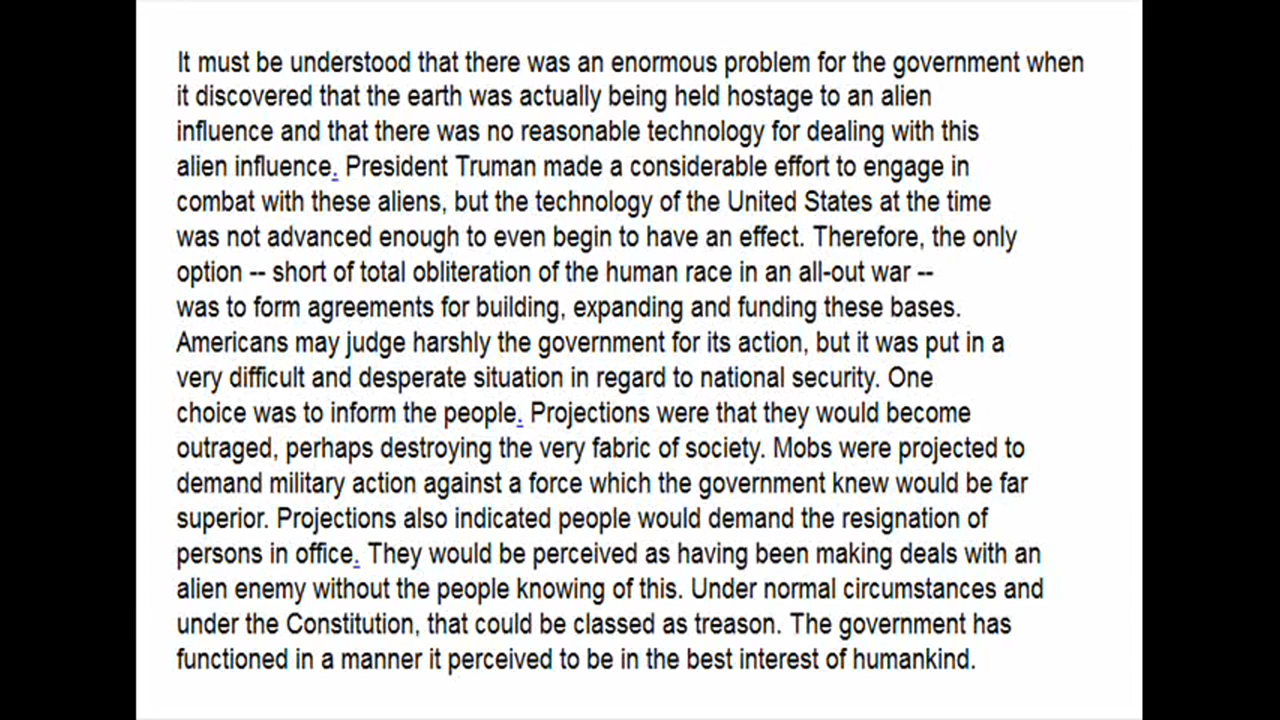 It must be understood that there was an enormous problem for the government when
it discovered that the earth was actually being held hostage to an alien
influence and that there was no reasonable technology for dealing with this
alien influence. President Truman made a considerable effort to engage in
combat with these aliens, but the technology of the United States at the time
was not advanced enough to even begin to have an effect. Therefore, the only
option -- short of total obliteration of the human race in an all-out war --
was to form agreements for building, expanding and funding these bases.
Americans may judge harshly the government for its action, but it was put in a
very difficult and desperate situation in regard to national security. One
choice was to inform the people. Projections were that they would become
outraged, perhaps destroying the very fabric of society. Mobs were projected to
demand military action against a force which the government knew would be far
superior. Projections also indicated people would demand the resignation of
persons in office. They would be perceived as having been making deals with an
alien enemy without the people knowing of this. Under normal circumstances and
under the Constitution, that could be classed as treason. The government has
functioned in a manner it perceived to be in the best interest of humankind.